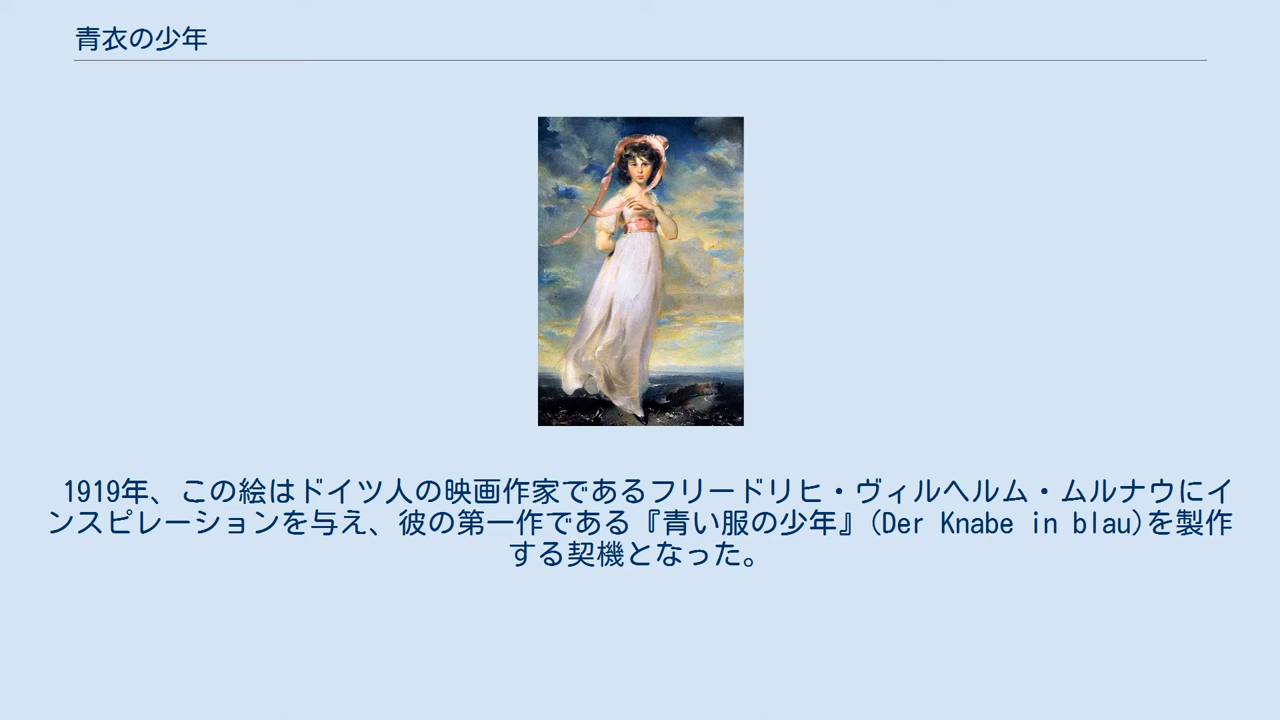 青衣の少年
1919年、この絵はドイツ人の映画作家であるフリードリヒ・ヴィルヘルム・ムルナウにイ
ンスピレーションを与え、彼の第一作である『青い服の少年』(Der Knabe in blau)を製作
する契機となった。